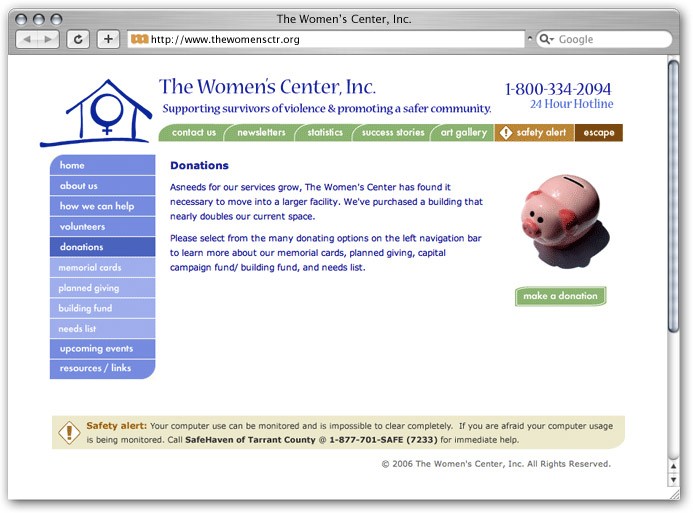 The Women's Center, Inc.
http://www.thewomensctr.org
Google
The Women's Center, Inc.
Supporting survivors of violence & promoting a safer community.
1-800-334-2094
24 Hour Hotline
contact us
newsletters
statistics
success stories
art gallery
safety alert
escape
home
about us
how we can help
volunteers
donations
memorial cards
planned giving
building fund
needs list
upcoming events
resources / links
Donations
Asneeds for our services grow, The Women's Center has found it
necessary to move into a larger facility. We've purchased a building that
nearly doubles our current space.
Please select from the many donating options on the left navigation bar
to learn more about our memorial cards, planned giving, capital
campaign fund/ building fund, and needs list.
make a donation
Safety alert: Your computer use can be monitored and is impossible to clear completely. If you are afraid your computer usage
is being monitored. Call SafeHaven of Tarrant County @ 1-877-701-SAFE (7233) for immediate help.
© 2006 The Women's Center, Inc. All Rights Reserved.